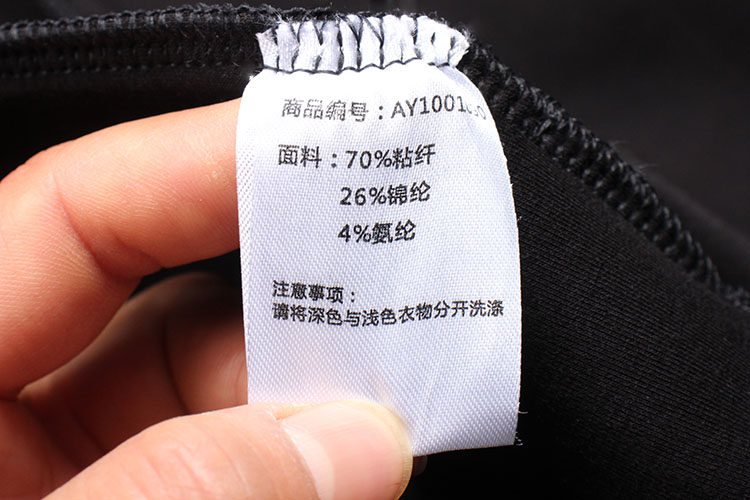 商品编号：AY100
面料：70%粘纤
26%锦纶
4%氨纶
注意事项：
请将深色与浅色衣物分开洗涤